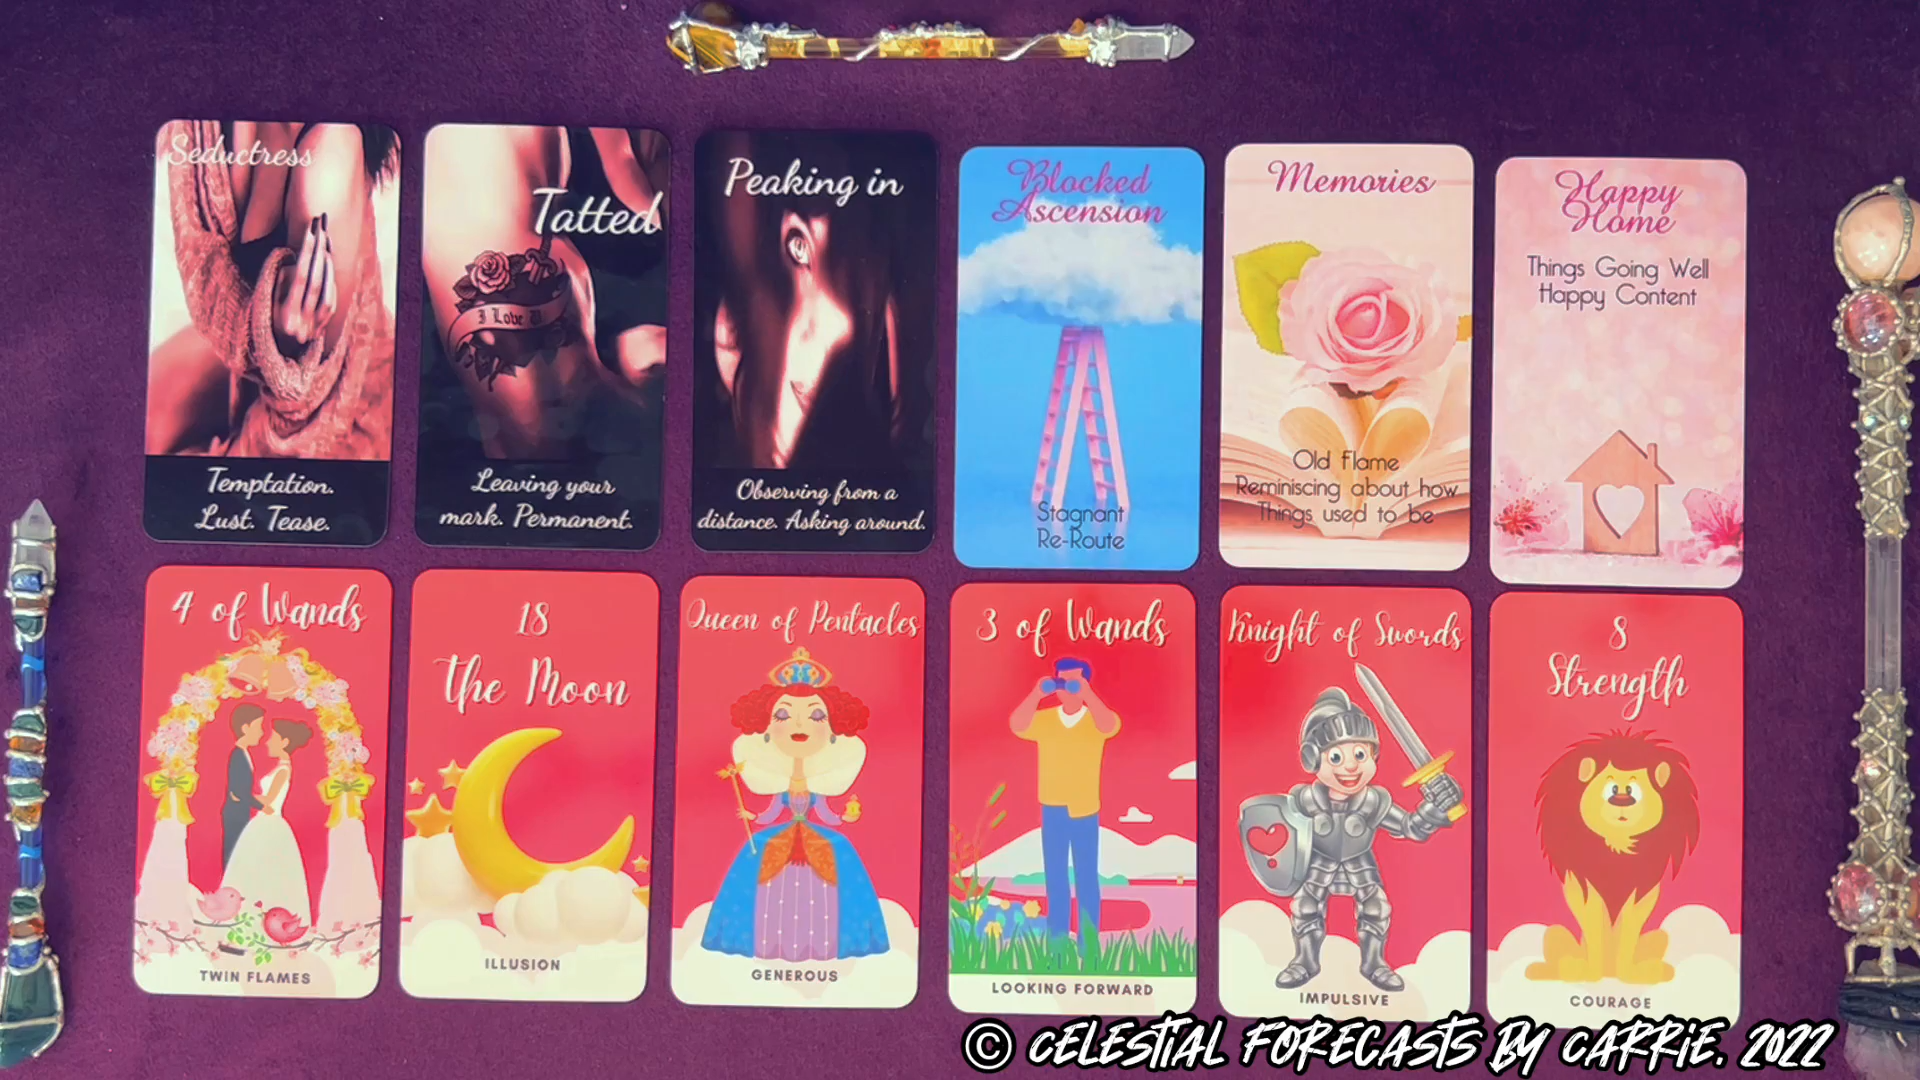 Seductress
Temptation.
Lust. Tease.
Tatted
I Love U
Leaving your
mark. Permanent.
Peaking in
Observing from a
distance. Asking around.
Blocked
Ascension
Stagnant
Re-Route
Memories
Old Flame
Reminiscing about how
Things used to be
Happy
Home
Things Going Well
Happy Content
4 of Wands
TWIN FLAMES
18
the Moon
ILLUSION
Queen of Pentacles
GENEROUS
3 of Wands
LOOKING FORWARD
Knight of Swords
IMPULSIVE
8
Strength
COURAGE
© CELESTIAL FORECASTS BY CARRIE. 2022